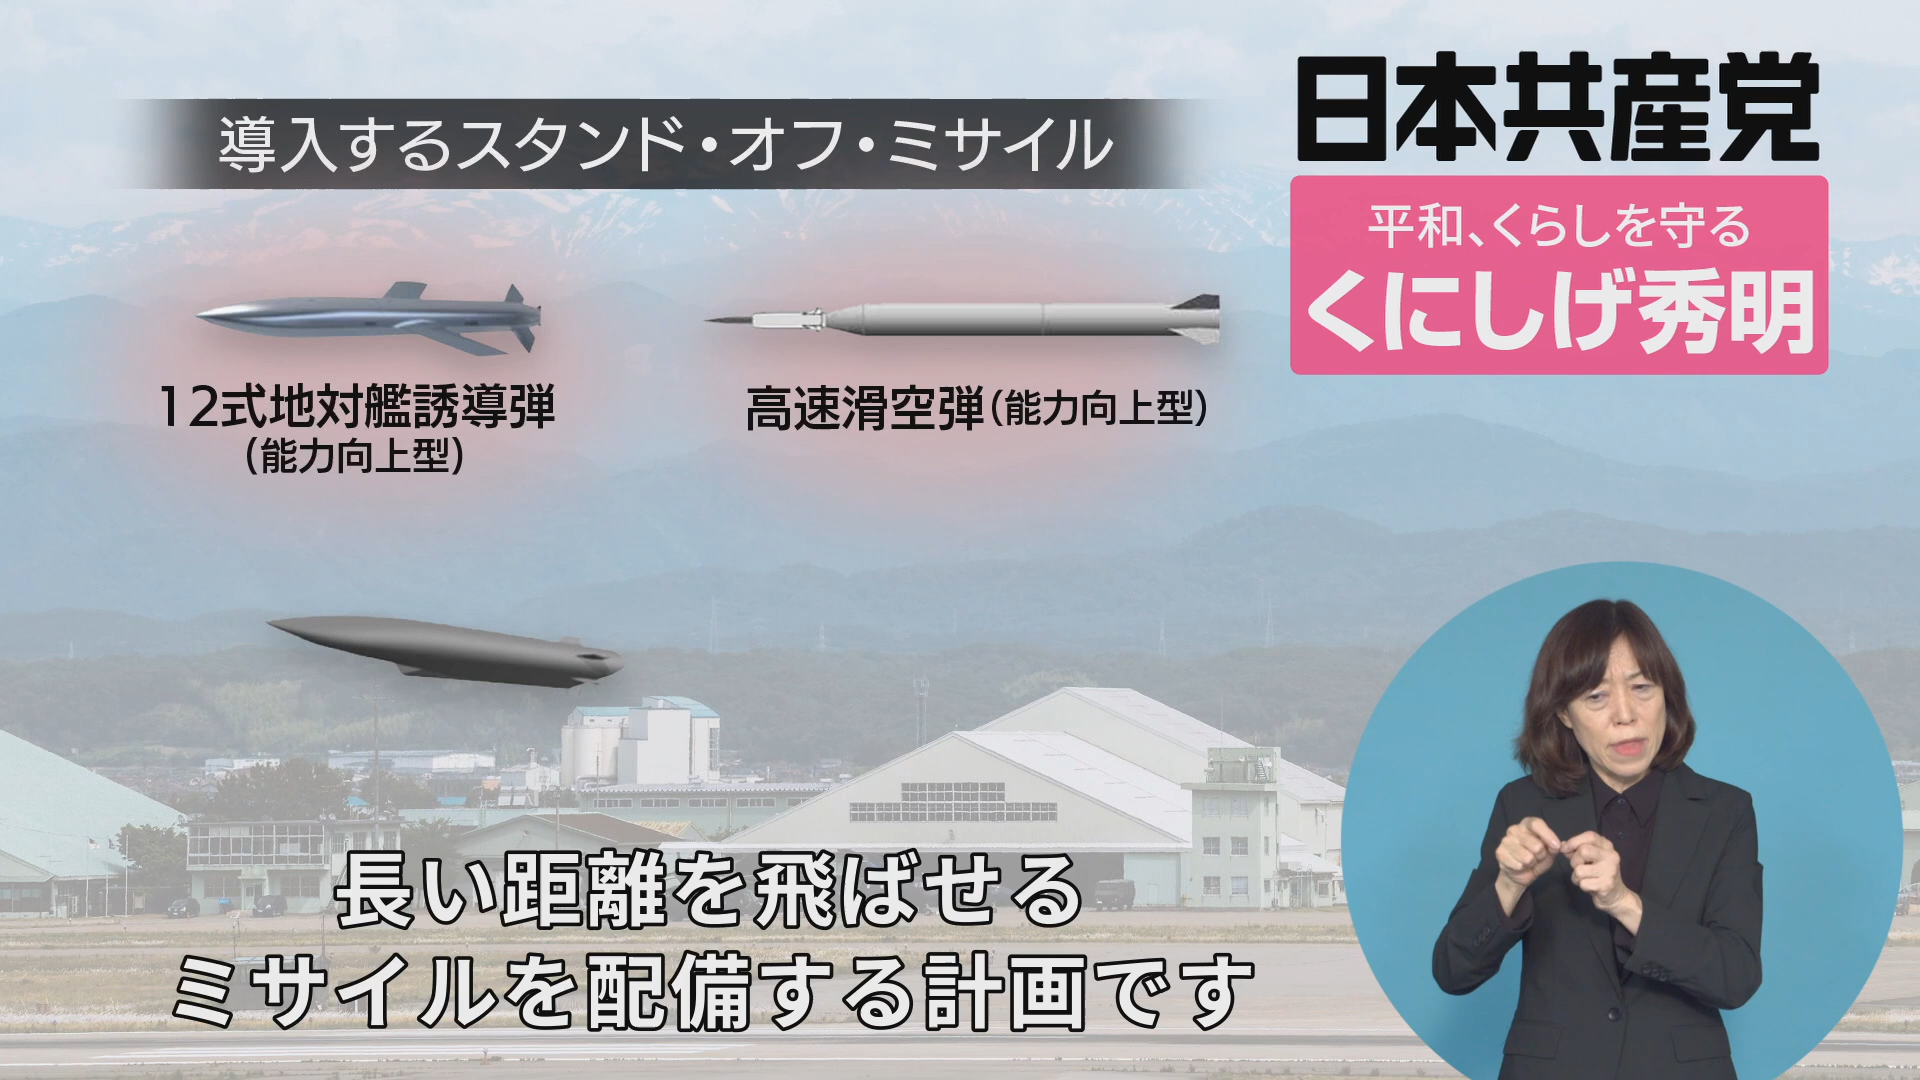 導入するスタンド・オフ・ミサイル
日本共産党
平和、くらしを守る
くにしげ秀明
12式地対艦誘導弾
(能力向上型)
高速滑空弾(能力向上型)
長い距離を飛ばせる
ミサイルを配備する計画です